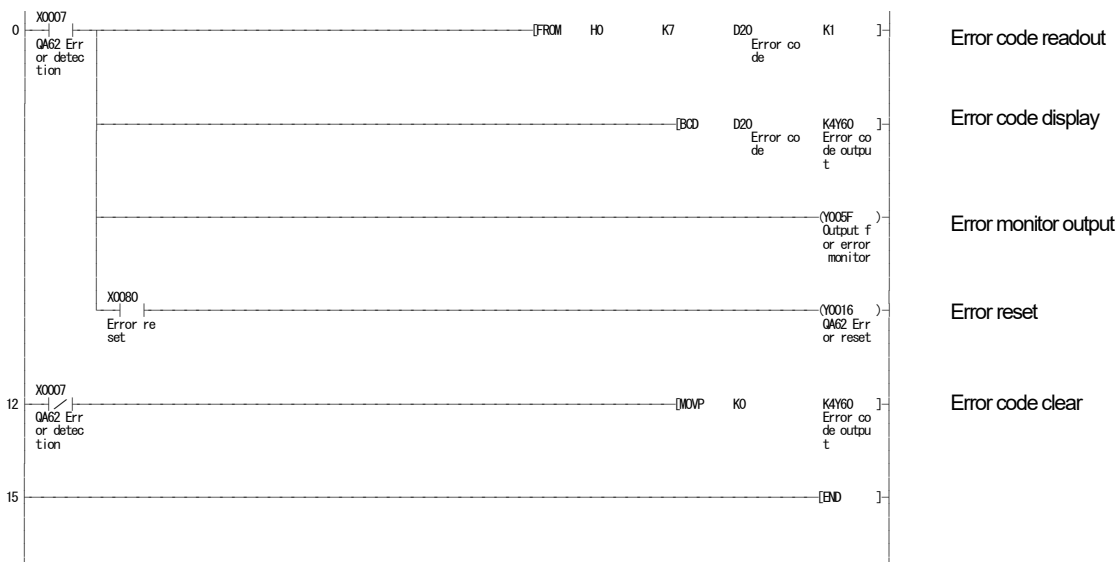 X0007
0 [FROM H0 K7 D20 K1 ] Error code readout
QA62 Err
or detec
tion
Error co
de
[BCD D20 K4Y60 ] Error code display
Error co
de
Error co
de outpu
t
(Y005F ) Error monitor output
Output f
or error
monitor
X0080
(Y0016 ) Error reset
Error re
set
QA62 Err
or reset
X0007
12 [MOVP K0 K4Y60 ] Error code clear
QA62 Err
or detec
tion
Error co
de outpu
t
15 [END ]